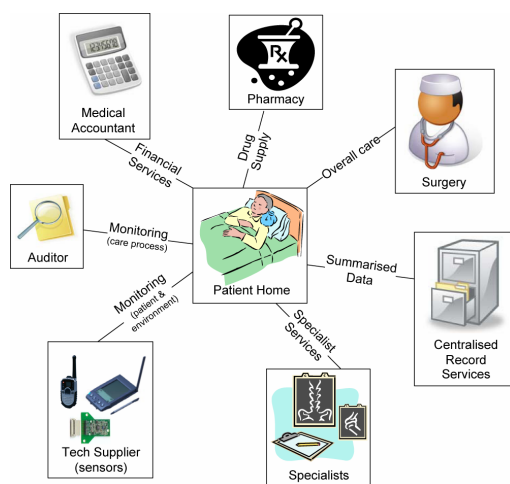 Medical
Accountant
Rx
Pharmacy
Surgery
Financial
Services
Drug
Supply
Overall care
Auditor
Monitoring
(care process)
Patient Home
Summarised
Data
Centralised
Record
Services
Monitoring
(patient &
environment)
Specialist
Services
Tech Supplier
(sensors)
Specialists